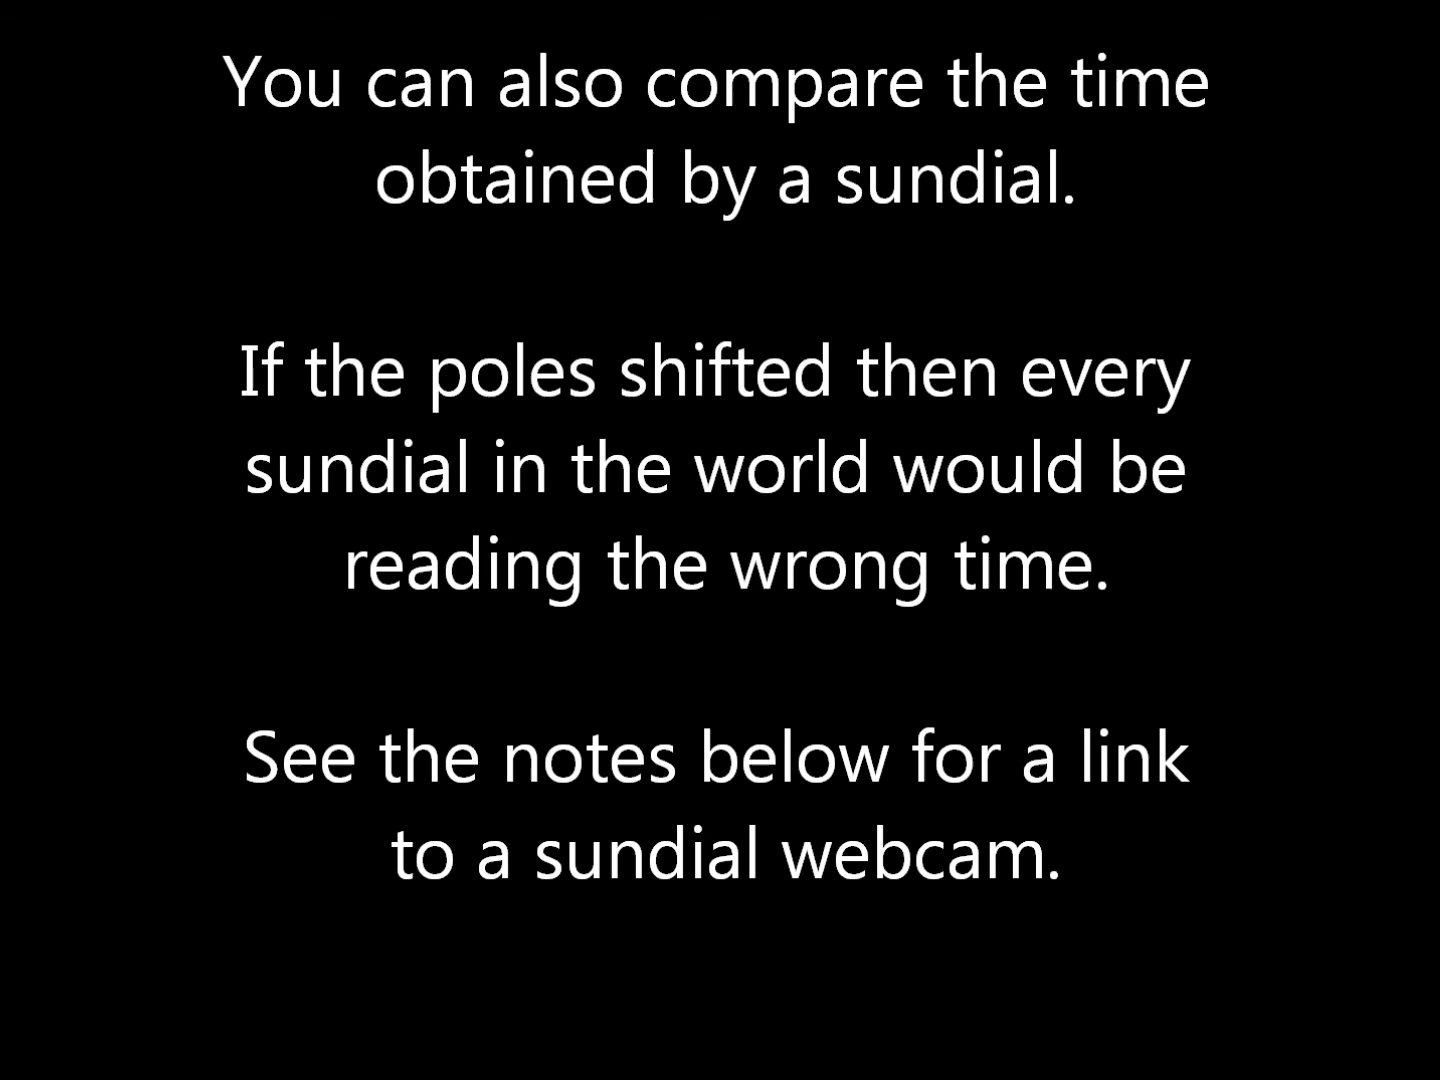 You can also compare the time
obtained by a sundial.
If the poles shifted then every
sundial in the world would be
reading the wrong time.
See the notes below for a link
to a sundial webcam.